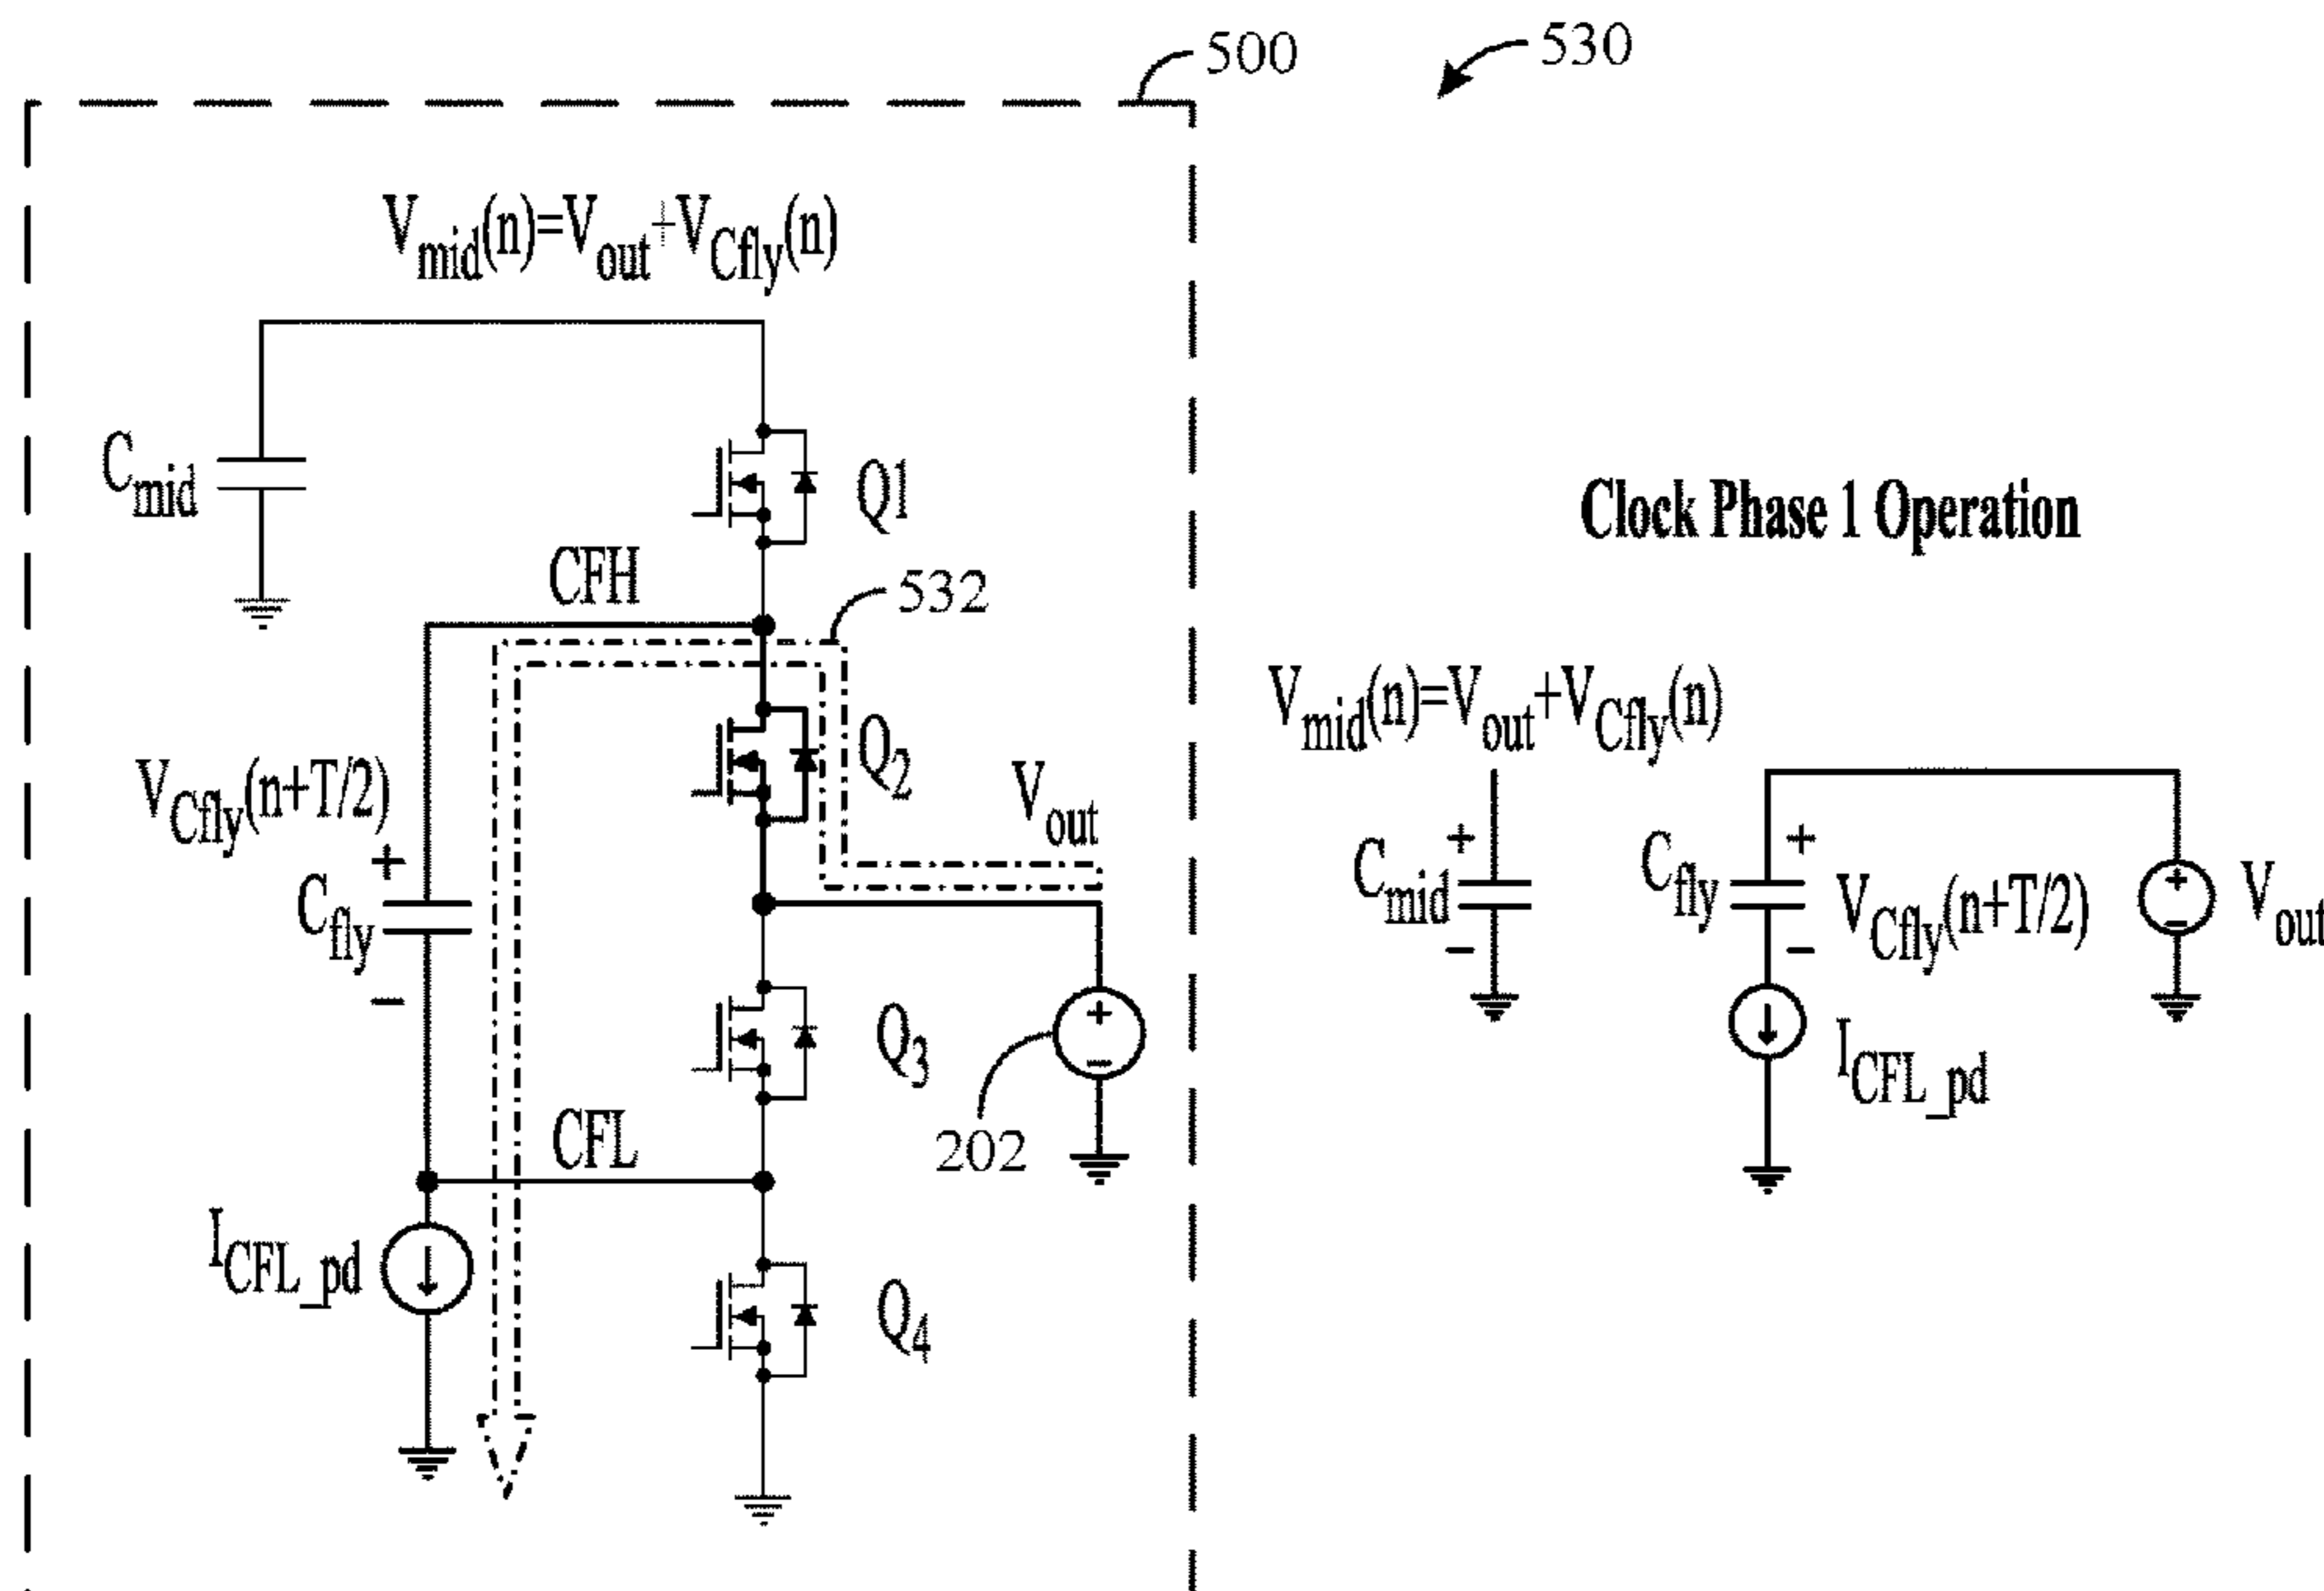 500
530
Vmid(n)=Vout+VCfly(n)
Cmid
Q1
CFH
532
Clock Phase 1 Operation
VCfly(n+T/2)
+
Cfly
−
Q2
Vout
Q3
+
−
202
CFL
ICFL_pd
Q4
Vmid(n)=Vout+VCfly(n)
Cmid
+
−
Cfly
+
−
VCfly(n+T/2)
+
−
Vout
ICFL_pd